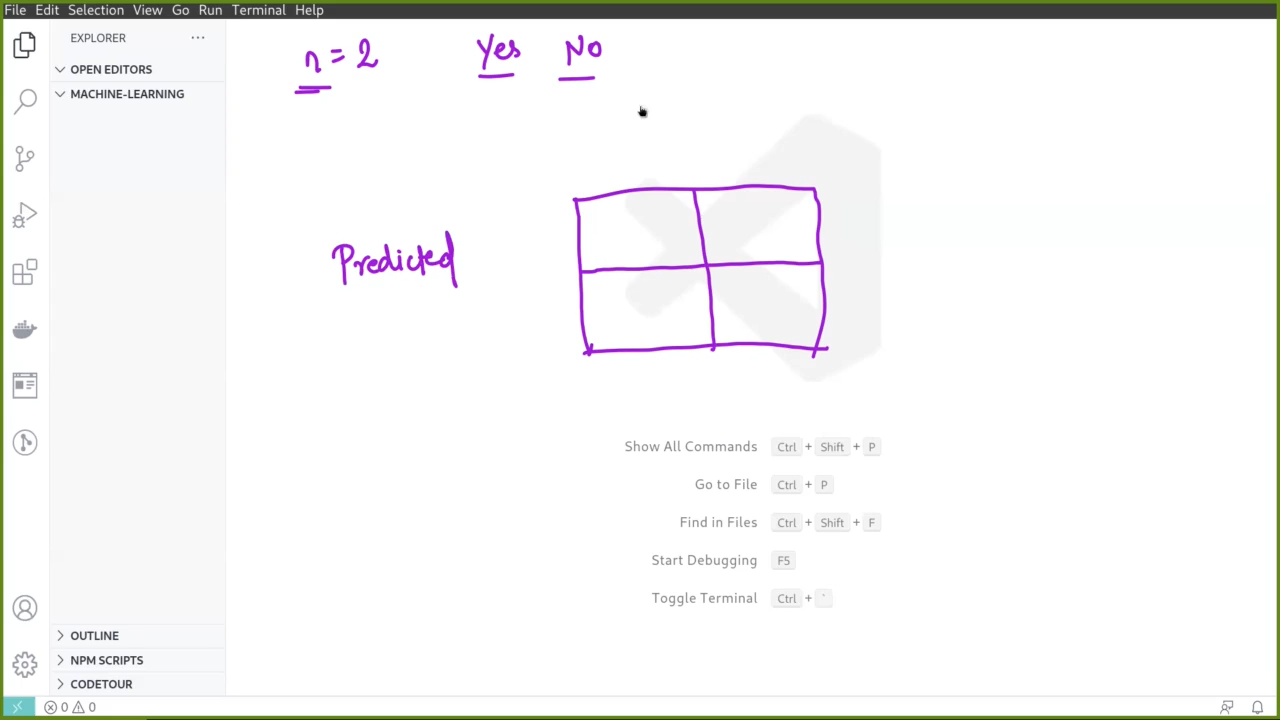 File Edit Selection View Go Run Terminal Help
EXPLORER ...
OPEN EDITORS
MACHINE-LEARNING
n = 2 Yes No
Predicted
Show All Commands Ctrl + Shift + P
Go to File Ctrl + P
Find in Files Ctrl + Shift + F
Start Debugging F5
Toggle Terminal Ctrl + `
OUTLINE
NPM SCRIPTS
CODETOUR
0 0